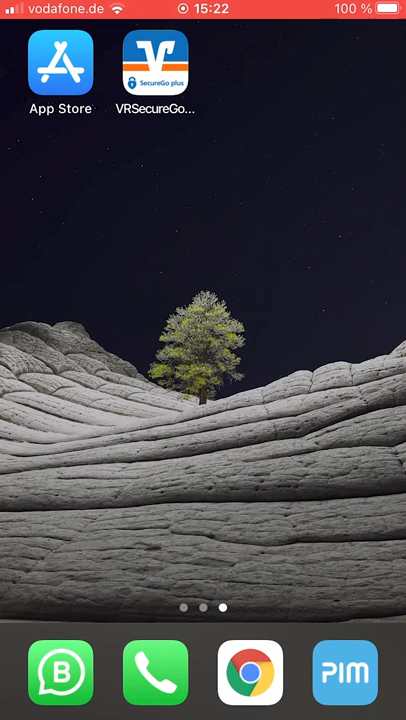 vodafone.de 15:22 100 %
SecureGo plus
App Store VRSecureGo...
B PIM